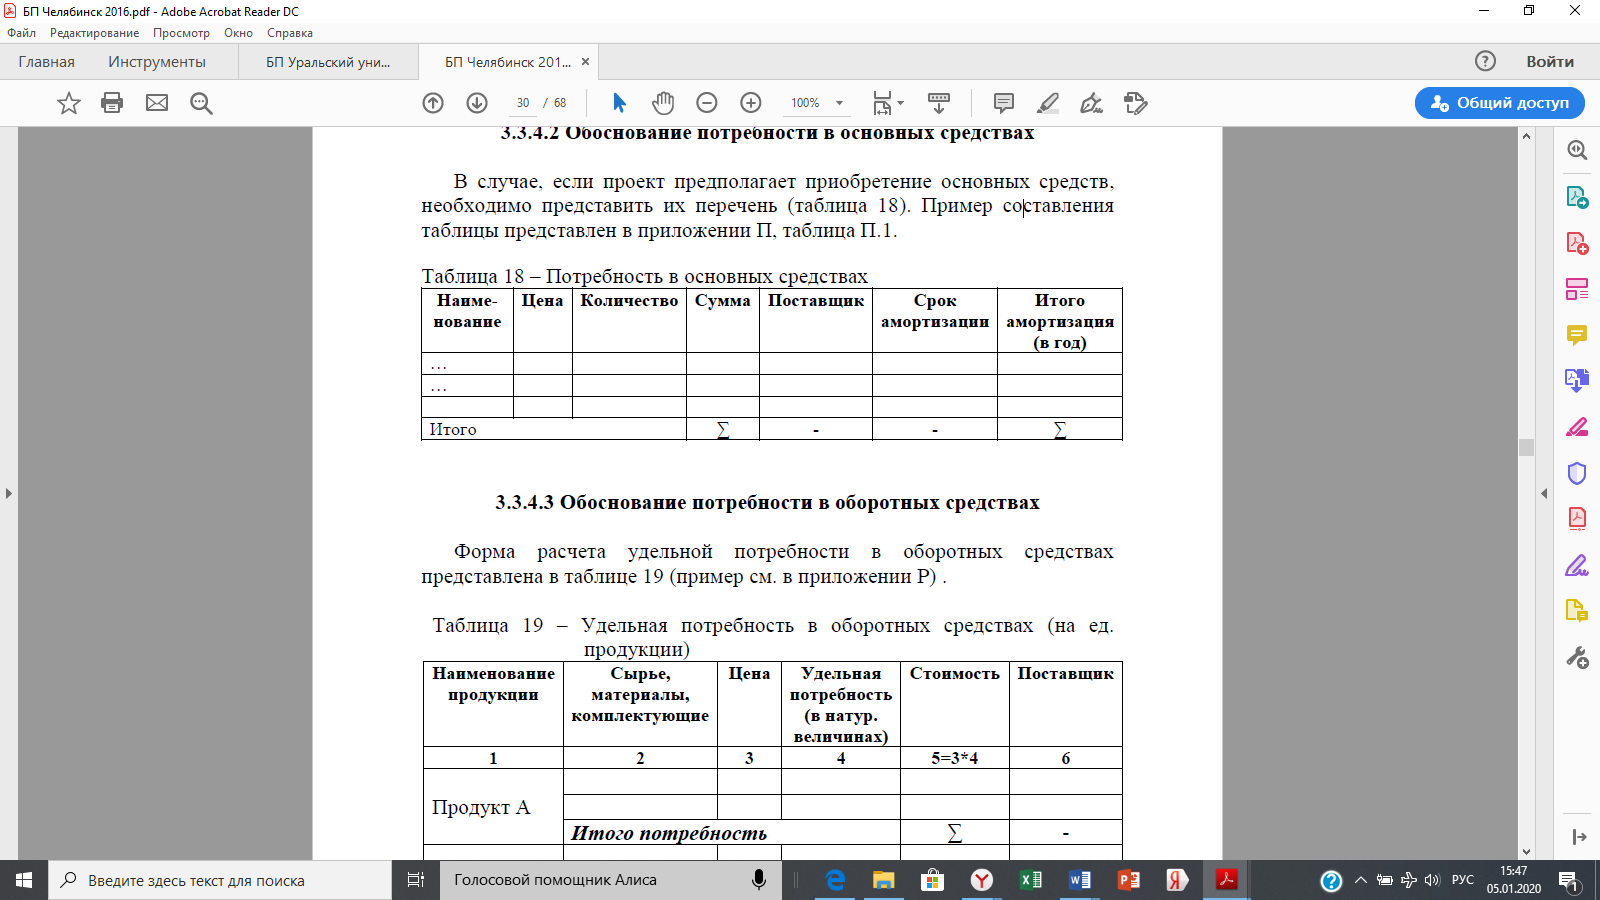 БП Челябинск 2016.pdf - Adobe Acrobat Reader DC
Файл Редактирование Просмотр Окно Справка
Главная Инструменты БП Уральский уни... БП Челябинск 201... × Войти
30 / 68 100% Общий доступ
3.3.4.2 Обоснование потребности в основных средствах
В случае, если проект предполагает приобретение основных средств,
необходимо представить их перечень (таблица 18). Пример составления
таблицы представлен в приложении П, таблица П.1.
Таблица 18 – Потребность в основных средствах
Наиме- Цена Количество Сумма Поставщик Срок Итого
нование амортизации амортизация
(в год)
…
…
Итого ∑ - - ∑
3.3.4.3 Обоснование потребности в оборотных средствах
Форма расчета удельной потребности в оборотных средствах
представлена в таблице 19 (пример см. в приложении Р) .
Таблица 19 – Удельная потребность в оборотных средствах (на ед.
продукции)
Наименование Сырье, Цена Удельная Стоимость Поставщик
продукции материалы, потребность
комплектующие (в натур.
величинах)
1 2 3 4 5=3*4 6
Продукт А
Итого потребность ∑ -
Введите здесь текст для поиска Голосовой помощник Алиса РУС 15:47
05.01.2020 1